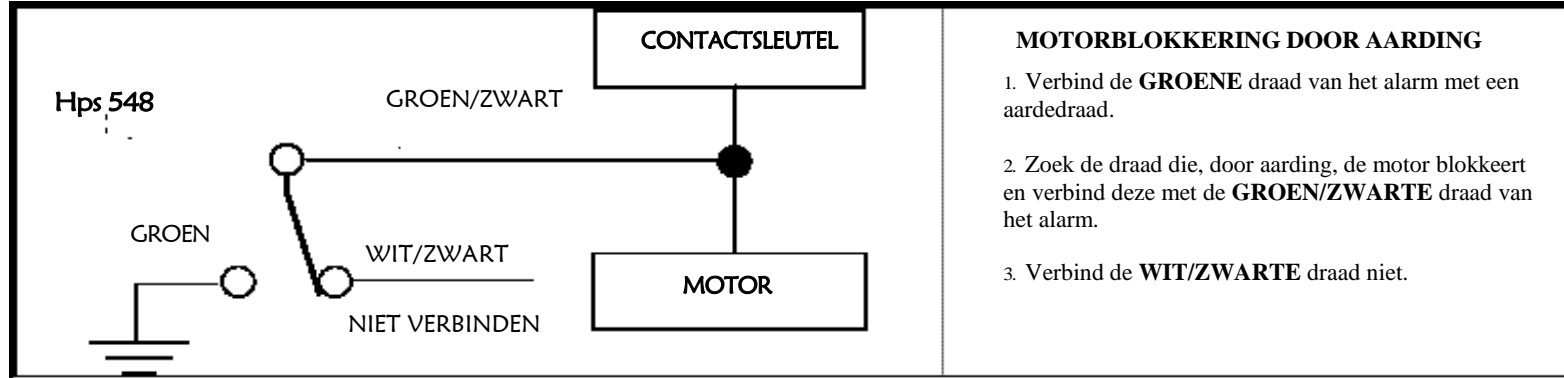 CONTACTSLEUTEL
Hps 548
GROEN/ZWART
GROEN
WIT/ZWART
MOTOR
NIET VERBINDEN
MOTORBLOKKERING DOOR AARDING
1. Verbind de GROENE draad van het alarm met een
aardedraad.
2. Zoek de draad die, door aarding, de motor blokkeert
en verbind deze met de GROEN/ZWARTE draad van
het alarm.
3. Verbind de WIT/ZWARTE draad niet.